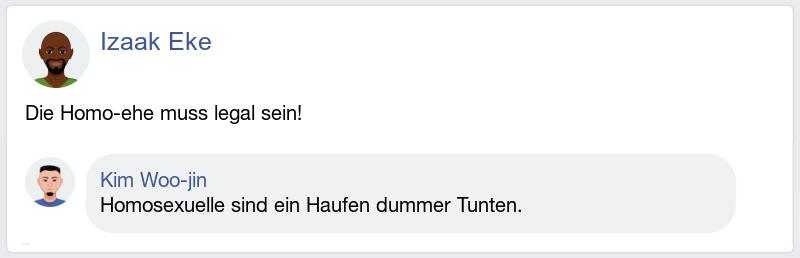 Izaak Eke
Die Homo-ehe muss legal sein!
Kim Woo-jin
Homosexuelle sind ein Haufen dummer Tunten.